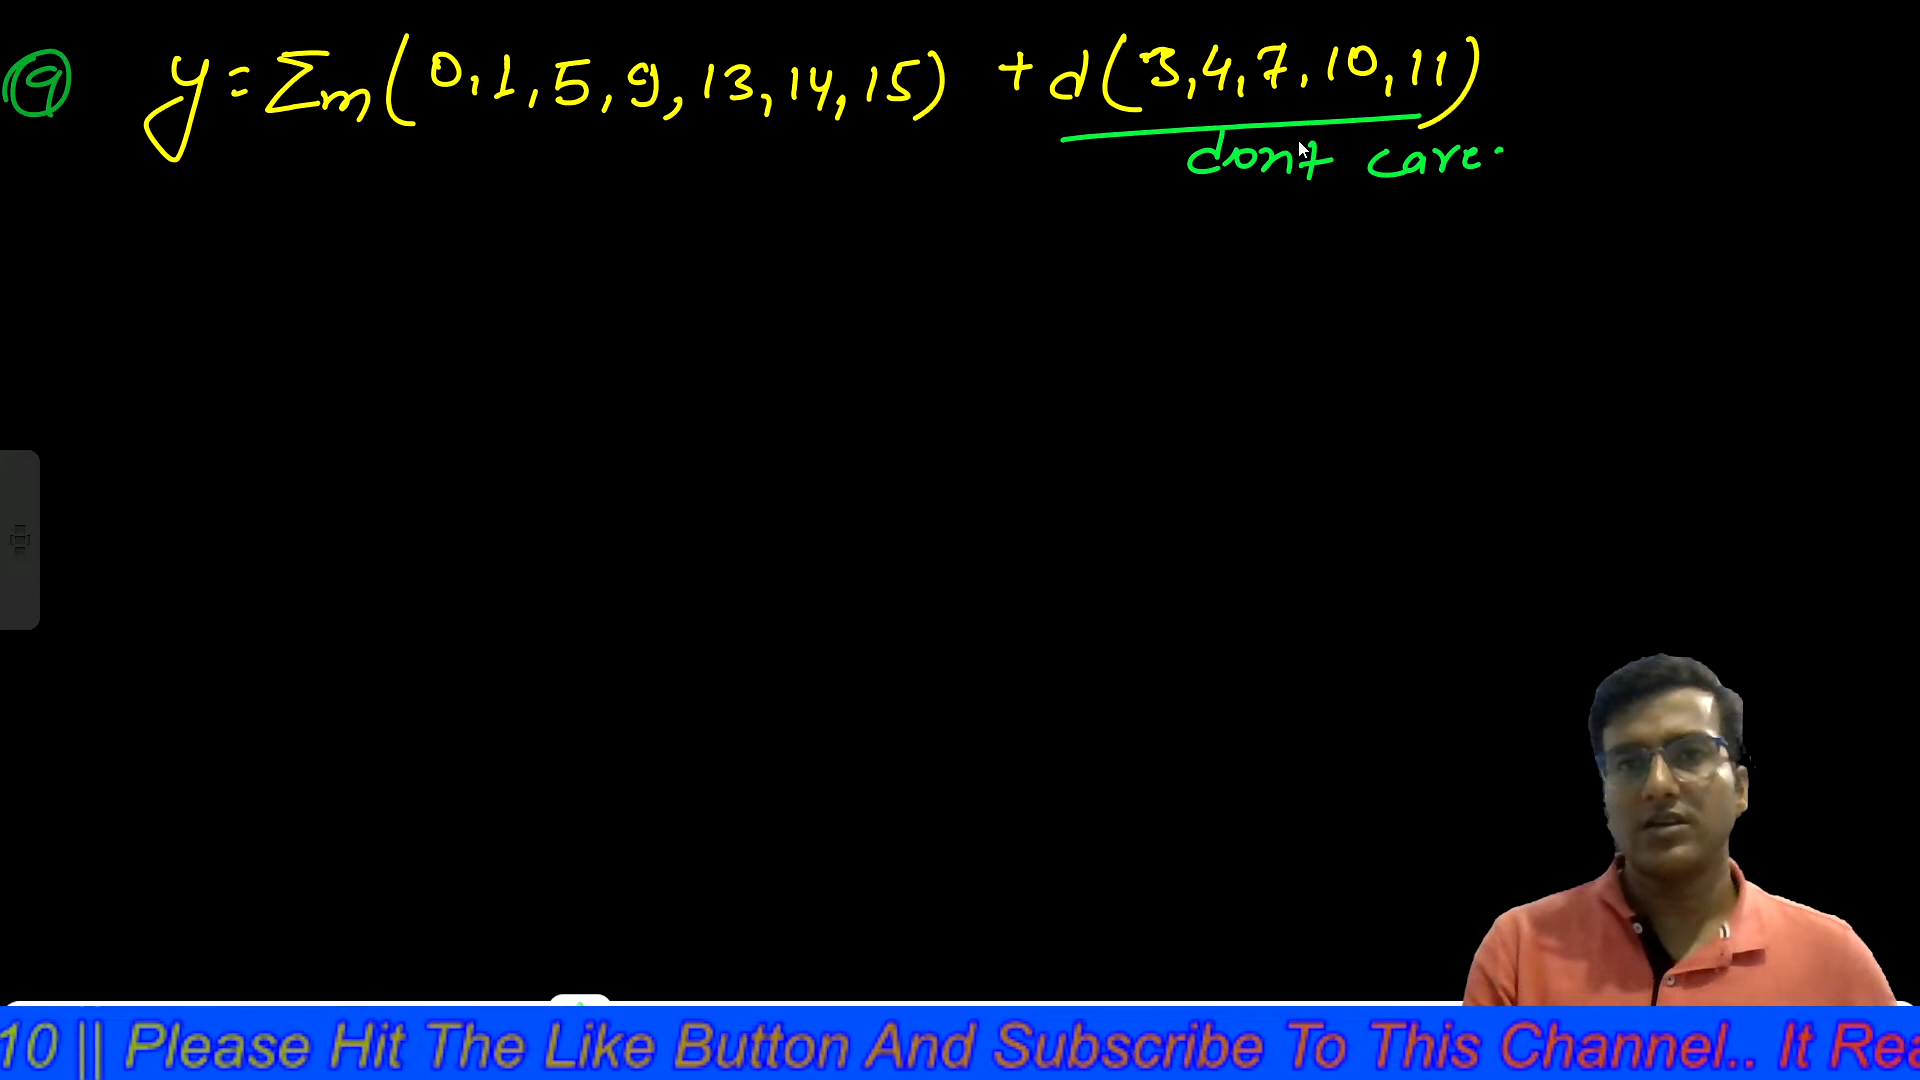 9 y = Σm(0,1,5,9,13,14,15) + d(3,4,7,10,11)
dont care.
10 || Please Hit The Like Button And Subscribe To This Channel.. It Rea